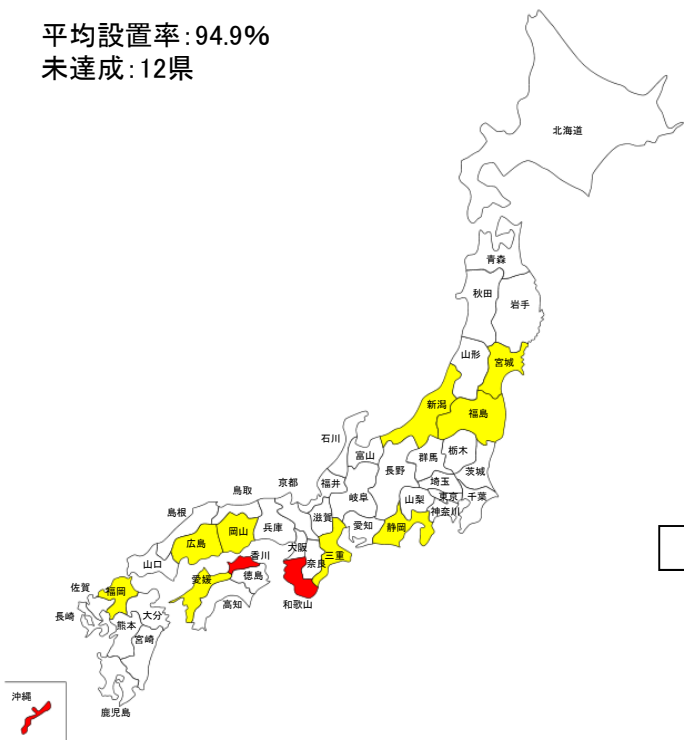 平均設置率:94.9%
未達成:12県
北海道
青森
秋田
岩手
山形
宮城
新潟
福島
石川
富山
群馬
栃木
長野
茨城
埼玉
福井
岐阜
山梨
東京
千葉
神奈川
京都
鳥取
島根
滋賀
愛知
静岡
兵庫
岡山
広島
大阪
奈良
三重
香川
山口
愛媛
徳島
高知
和歌山
佐賀
福岡
長崎
大分
熊本
宮崎
沖縄
鹿児島